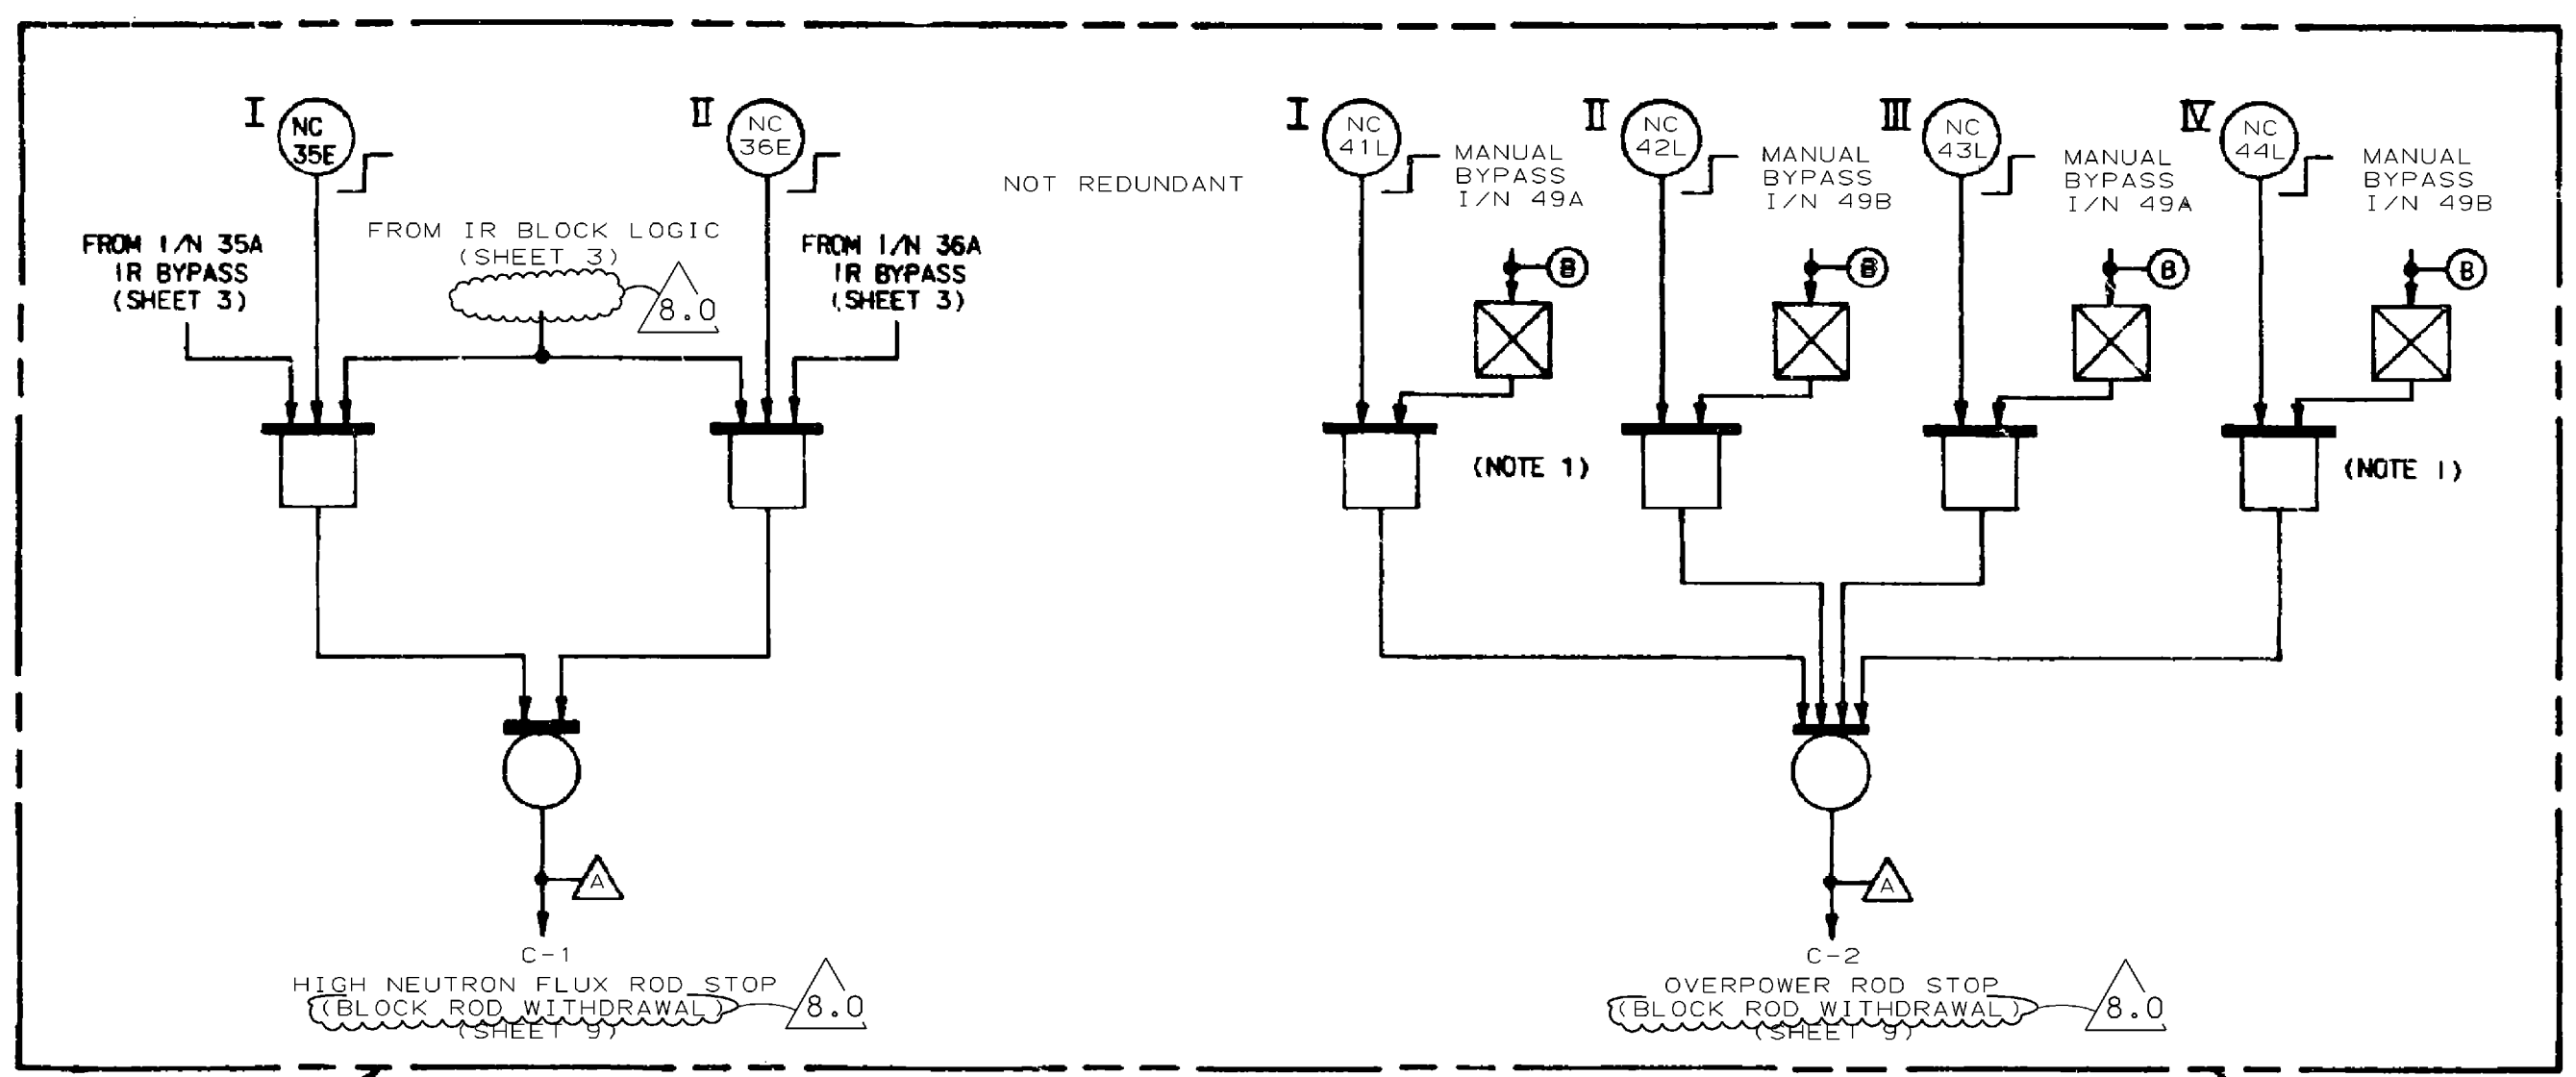 I
NC
35E
II
NC
36E
FROM I/N 35A
IR BYPASS
(SHEET 3)
FROM IR BLOCK LOGIC
(SHEET 3)
8.0
FROM I/N 36A
IR BYPASS
(SHEET 3)
NOT REDUNDANT
I
NC
41L
MANUAL
BYPASS
I/N 49A
B
II
NC
42L
MANUAL
BYPASS
I/N 49B
B
III
NC
43L
MANUAL
BYPASS
I/N 49A
B
IV
NC
44L
MANUAL
BYPASS
I/N 49B
B
(NOTE 1)
(NOTE 1)
A
C-1
HIGH NEUTRON FLUX ROD STOP
(BLOCK ROD WITHDRAWAL)
(SHEET 9)
8.0
A
C-2
OVERPOWER ROD STOP
(BLOCK ROD WITHDRAWAL)
(SHEET 9)
8.0